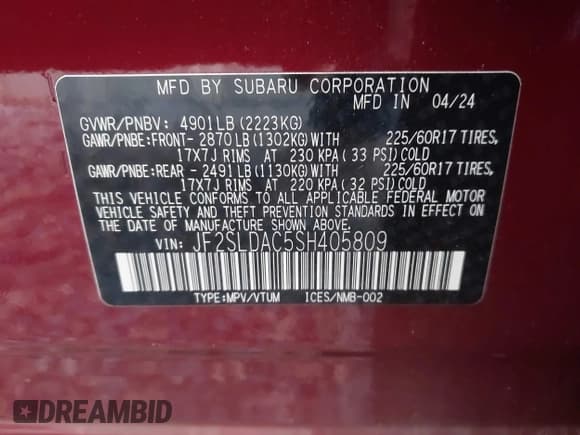 MFD BY SUBARU CORPORATION
MFD IN 04/24
GVWR/PNBV: 4901LB(2223KG)
GAWR/PNBE:FRONT- 2870LB(1302KG)WITH 225/60R17 TIRES,
17X7J RIMS AT 230 KPA( 33 PSI)COLD
GAWR/PNBE:REAR - 2491LB(1130KG)WITH 225/60R17 TIRES,
17X7J RIMS AT 220 KPA( 32 PSI)COLD
THIS VEHICLE CONFORMS TO ALL APPLICABLE FEDERAL MOTOR
VEHICLE SAFETY AND THEFT PREVENTION STANDARDS IN EFFECT ON
THE DATE OF MANUFACTURE SHOWN ABOVE.
VIN: JF2SLDAC5SH405809
TYPE:MPV/VTUM ICES/NMB-002
DREAMBID